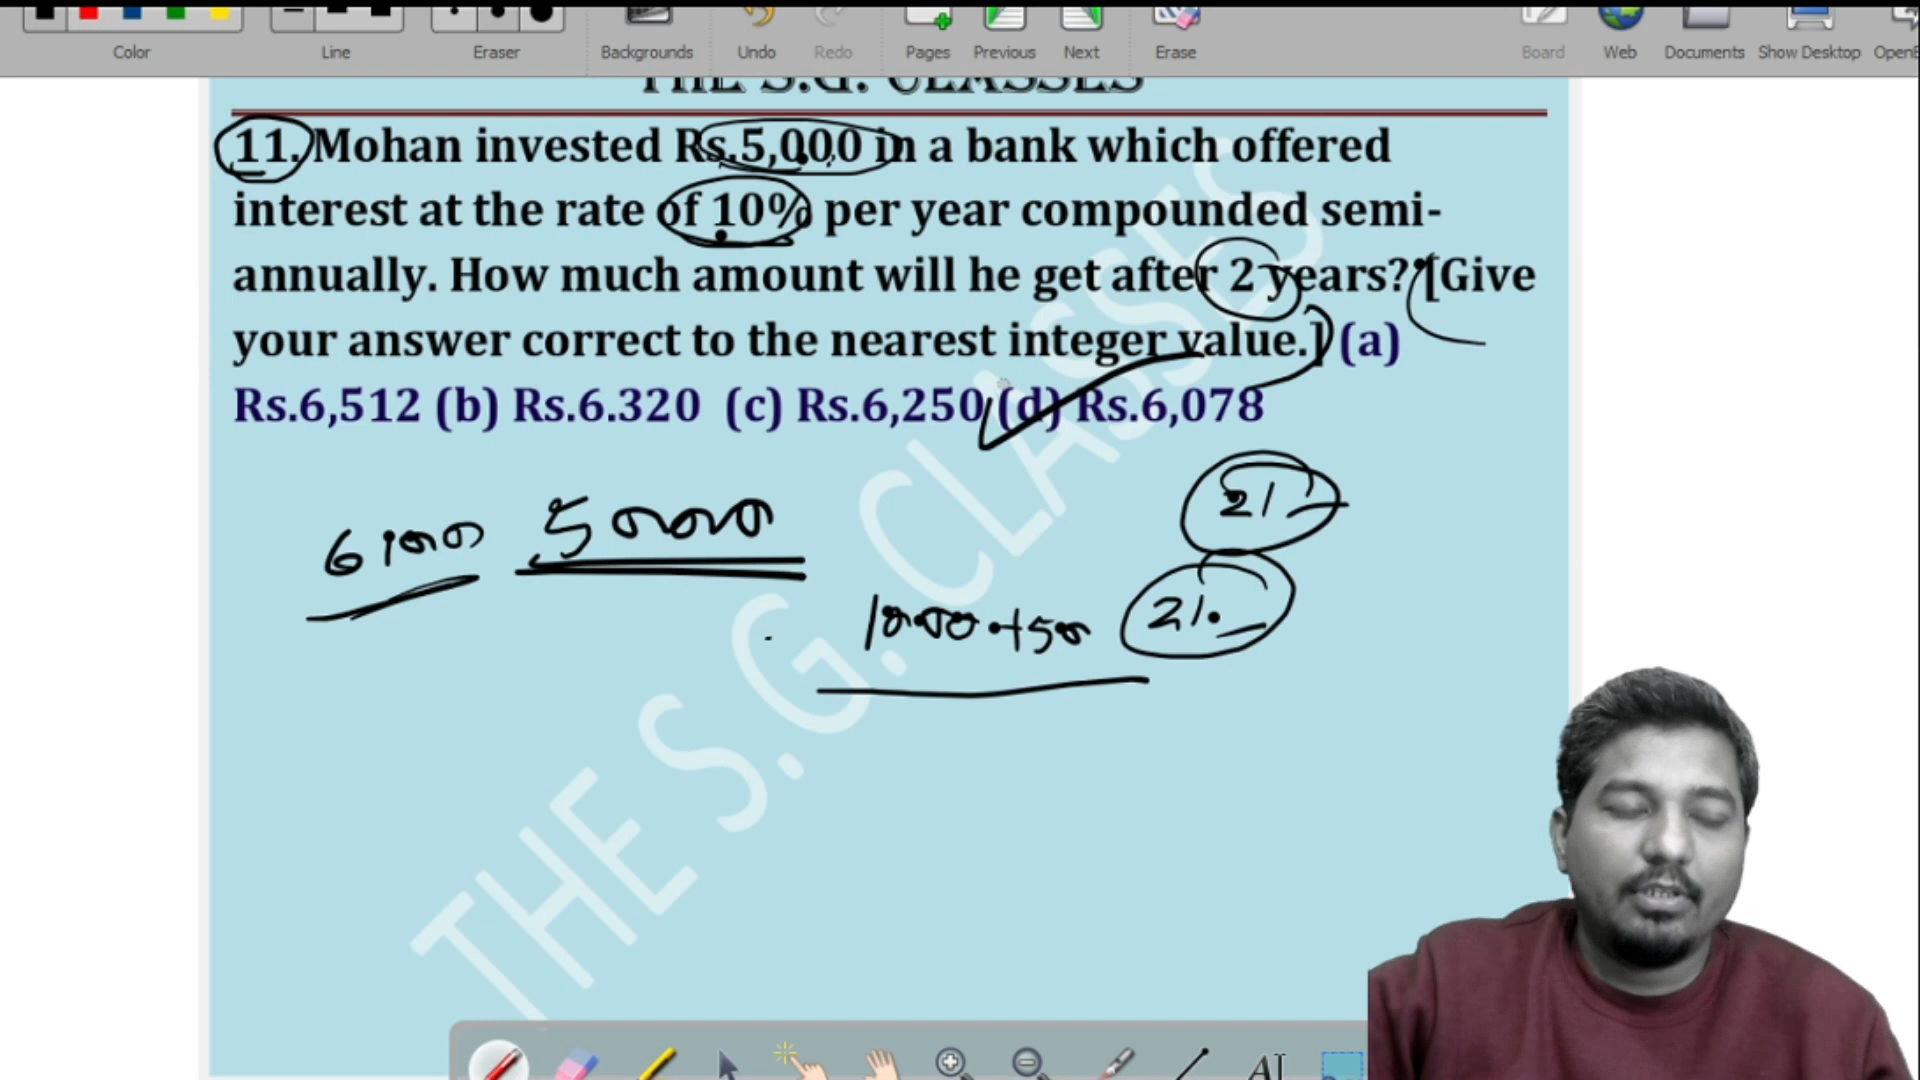 Color Line Eraser Backgrounds Undo Redo Pages Previous Next Erase Board Web Documents Show Desktop
THE S.G. CLASSES
11. Mohan invested Rs.5,000 in a bank which offered
interest at the rate of 10% per year compounded semi-
annually. How much amount will he get after 2 years? [Give
your answer correct to the nearest integer value.] (a)
Rs.6,512 (b) Rs.6.320 (c) Rs.6,250 (d) Rs.6,078
6100 5000
21
1000+50 21.
THE S.G. CLASSES